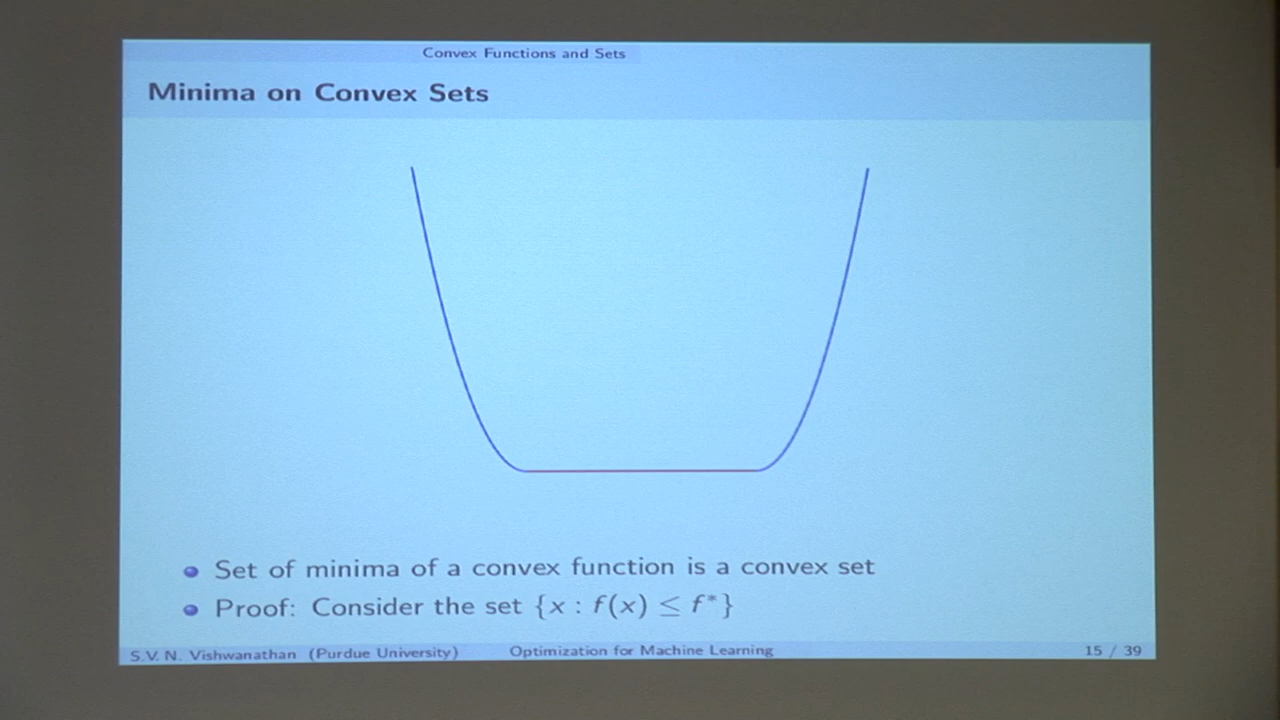 Convex Functions and Sets
Minima on Convex Sets
Set of minima of a convex function is a convex set
Proof: Consider the set {x : f(x) ≤ f*}
S.V. N. Vishwanathan (Purdue University) Optimization for Machine Learning 15 / 39